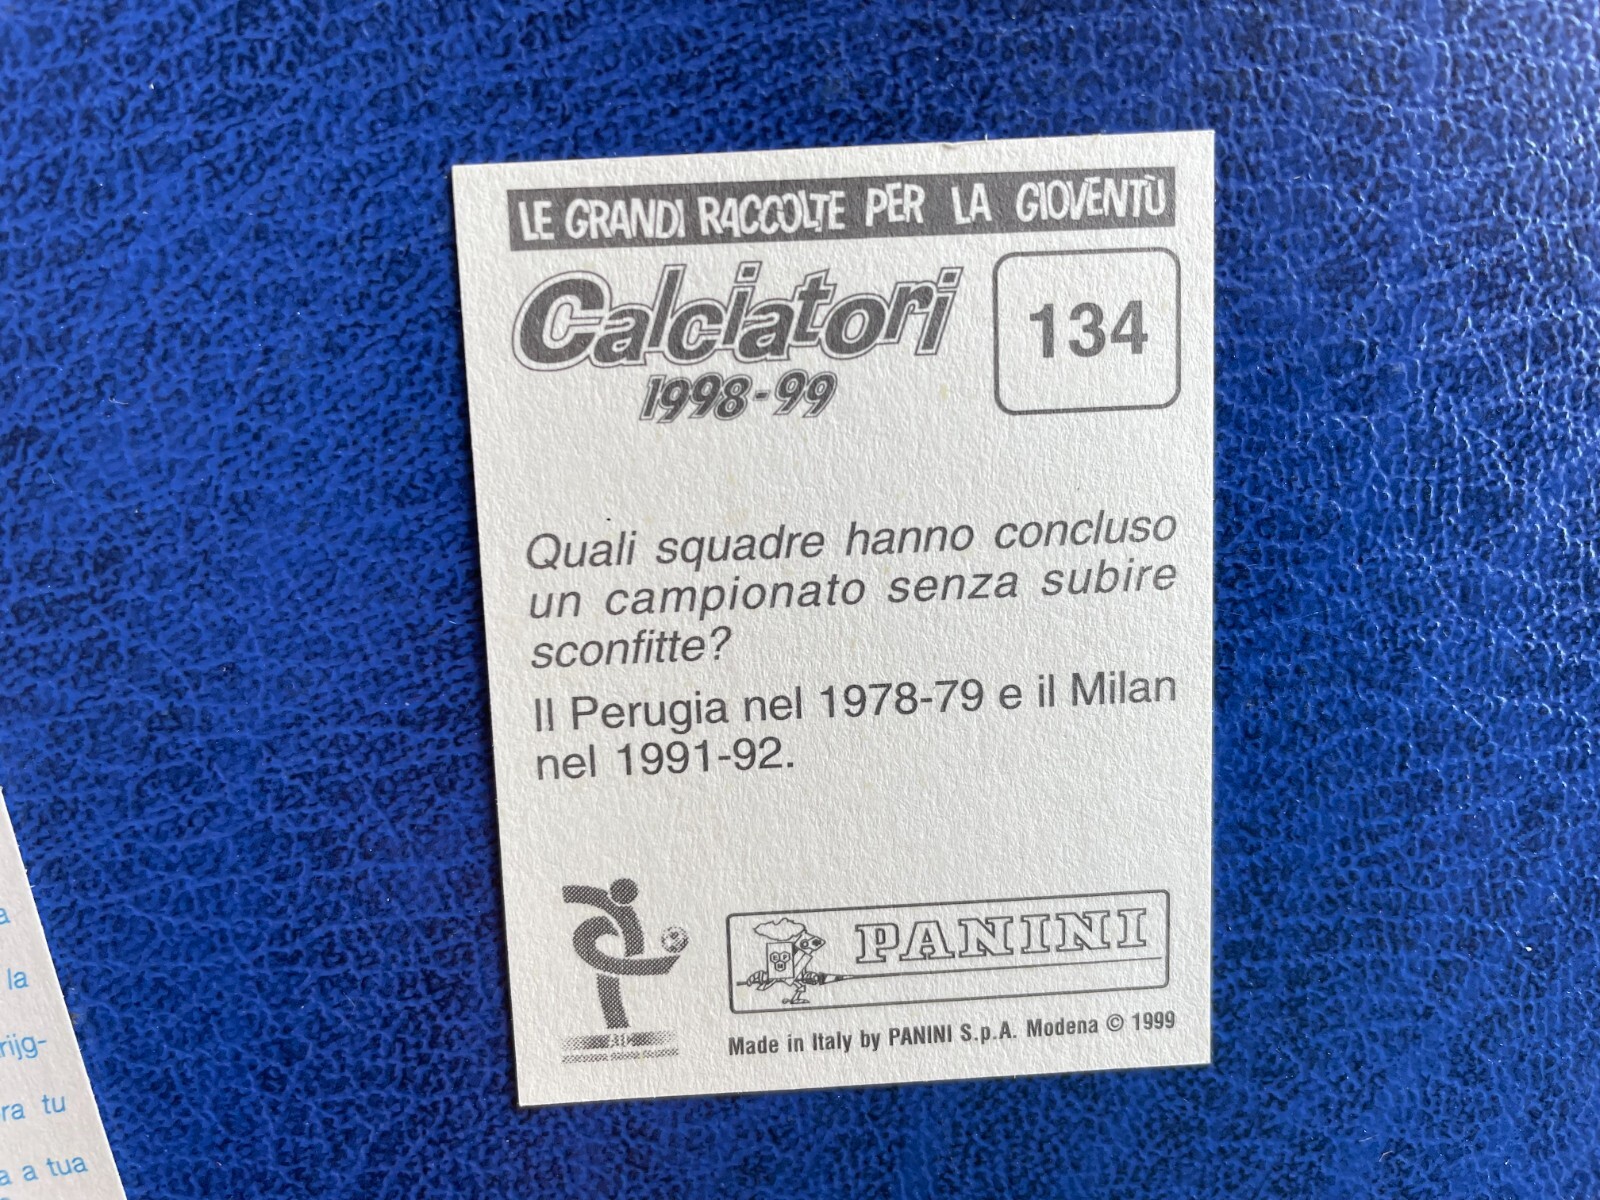 LE GRANDI RACCOLTE PER LA GIOVENTÙ
Calciatori
1998-99
134
Quali squadre hanno concluso
un campionato senza subire
sconfitte?
Il Perugia nel 1978-79 e il Milan
nel 1991-92.
PANINI
Made in Italy by PANINI S.p.A. Modena © 1999
a
la
rijg-
ra tu
a a tua